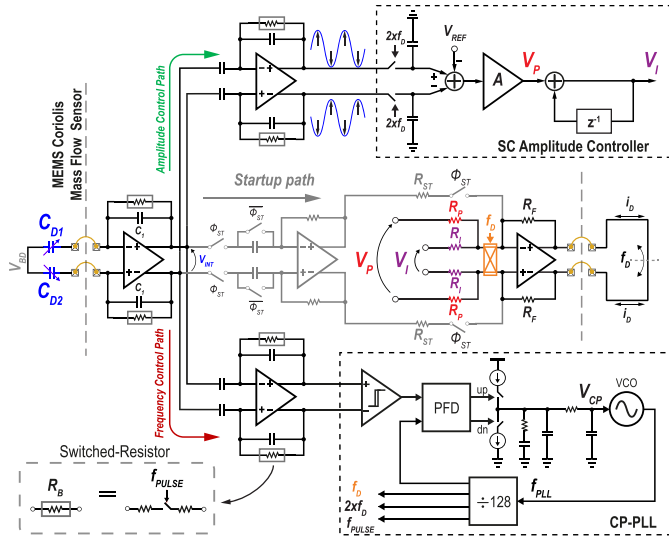 Amplitude Control Path
2xf_D
2xf_D
V_REF
A
V_P
V_I
z⁻¹
SC Amplitude Controller
MEMS Coriolis
Mass Flow Sensor
C_D1
C_D2
V_BD
C_1
C_1
V_INT
Startup path
Φ_ST
Φ_ST
Φ_ST
Φ_ST
R_ST
Φ_ST
R_ST
Φ_ST
V_P
V_I
R_P
R_I
R_I
R_P
f_D
R_F
R_F
i_D
f_D
i_D
Frequency Control Path
PFD
up
dn
V_CP
VCO
÷128
f_PLL
f_D
2xf_D
f_PULSE
CP-PLL
Switched-Resistor
R_B
=
f_PULSE